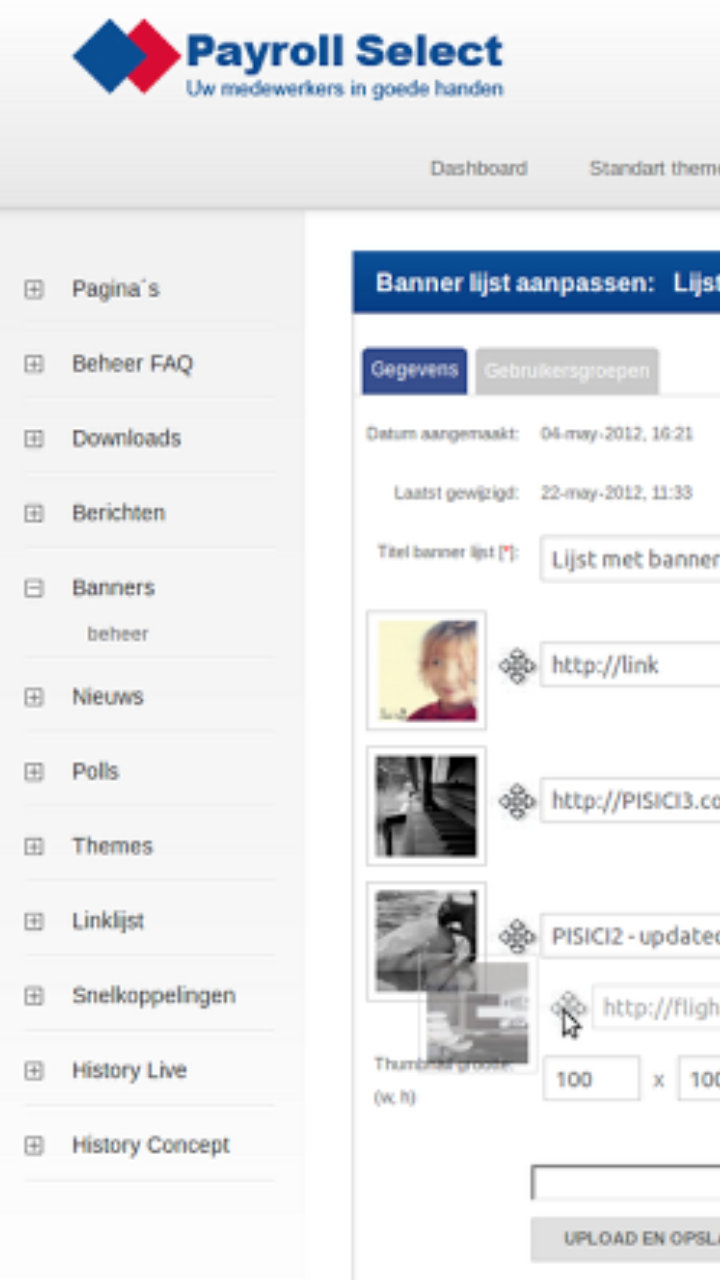 Payroll Select
Uw medewerkers in goede handen
Dashboard Standart theme
Pagina´s
Beheer FAQ
Downloads
Berichten
Banners
beheer
Nieuws
Polls
Themes
Linklijst
Snelkoppelingen
History Live
History Concept
Banner lijst aanpassen: Lijst
Gegevens Gebruikersgroepen
Datum aangemaakt: 04-may-2012, 16:21
Laatst gewijzigd: 22-may-2012, 11:33
Titel banner lijst [*]: Lijst met banner
http://link
http://PISICI3.co
PISICI2 - updated
http://fligh
Thumbnail grootte:
(w, h) 100 x 100
UPLOAD EN OPSLA